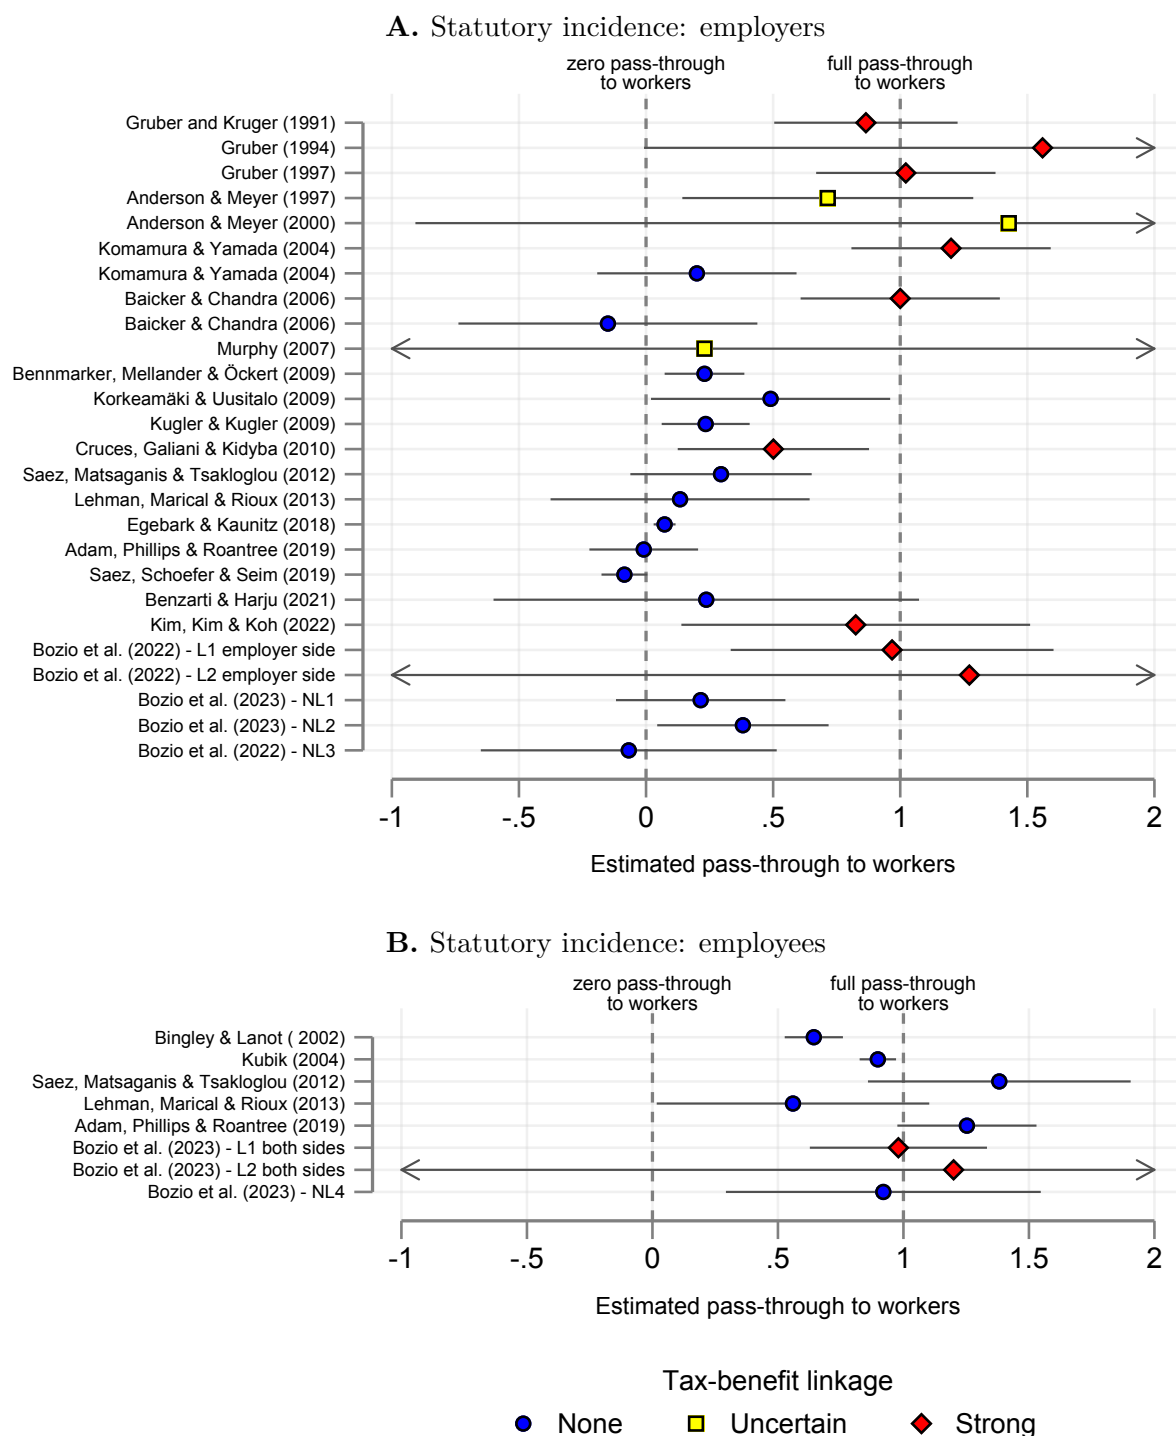 A. Statutory incidence: employers
zero pass-through
to workers
full pass-through
to workers
Gruber and Kruger (1991)
Gruber (1994)
Gruber (1997)
Anderson & Meyer (1997)
Anderson & Meyer (2000)
Komamura & Yamada (2004)
Komamura & Yamada (2004)
Baicker & Chandra (2006)
Baicker & Chandra (2006)
Murphy (2007)
Bennmarker, Mellander & Öckert (2009)
Korkeamäki & Uusitalo (2009)
Kugler & Kugler (2009)
Cruces, Galiani & Kidyba (2010)
Saez, Matsaganis & Tsakloglou (2012)
Lehman, Marical & Rioux (2013)
Egebark & Kaunitz (2018)
Adam, Phillips & Roantree (2019)
Saez, Schoefer & Seim (2019)
Benzarti & Harju (2021)
Kim, Kim & Koh (2022)
Bozio et al. (2022) - L1 employer side
Bozio et al. (2022) - L2 employer side
Bozio et al. (2023) - NL1
Bozio et al. (2023) - NL2
Bozio et al. (2022) - NL3
-1 -.5 0 .5 1 1.5 2
Estimated pass-through to workers
B. Statutory incidence: employees
zero pass-through
to workers
full pass-through
to workers
Bingley & Lanot ( 2002)
Kubik (2004)
Saez, Matsaganis & Tsakloglou (2012)
Lehman, Marical & Rioux (2013)
Adam, Phillips & Roantree (2019)
Bozio et al. (2023) - L1 both sides
Bozio et al. (2023) - L2 both sides
Bozio et al. (2023) - NL4
-1 -.5 0 .5 1 1.5 2
Estimated pass-through to workers
Tax-benefit linkage
None Uncertain Strong